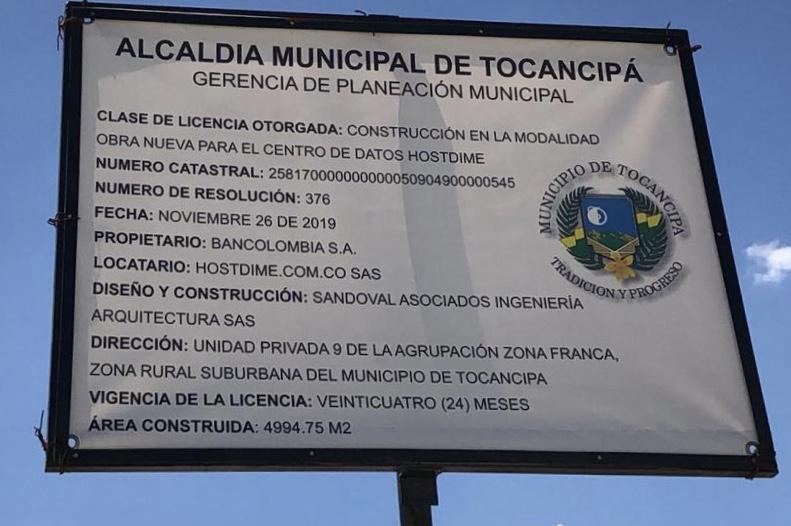 ALCALDIA MUNICIPAL DE TOCANCIPÁ
GERENCIA DE PLANEACIÓN MUNICIPAL
CLASE DE LICENCIA OTORGADA: CONSTRUCCIÓN EN LA MODALIDAD
OBRA NUEVA PARA EL CENTRO DE DATOS HOSTDIME
NUMERO CATASTRAL: 258170000000000050904900000545
NUMERO DE RESOLUCIÓN: 376
FECHA: NOVIEMBRE 26 DE 2019
PROPIETARIO: BANCOLOMBIA S.A.
LOCATARIO: HOSTDIME.COM.CO SAS
DISEÑO Y CONSTRUCCIÓN: SANDOVAL ASOCIADOS INGENIERÍA
ARQUITECTURA SAS
DIRECCIÓN: UNIDAD PRIVADA 9 DE LA AGRUPACIÓN ZONA FRANCA,
ZONA RURAL SUBURBANA DEL MUNICIPIO DE TOCANCIPA
VIGENCIA DE LA LICENCIA: VEINTICUATRO (24) MESES
ÁREA CONSTRUIDA: 4994.75 M2
MUNICIPIO DE TOCANCIPA
TRADICION Y PROGRESO